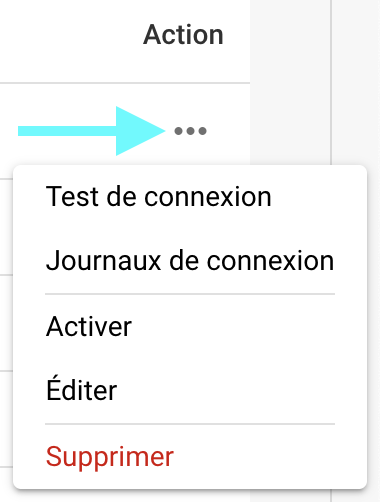 Action
Test de connexion
Journaux de connexion
Activer
Éditer
Supprimer